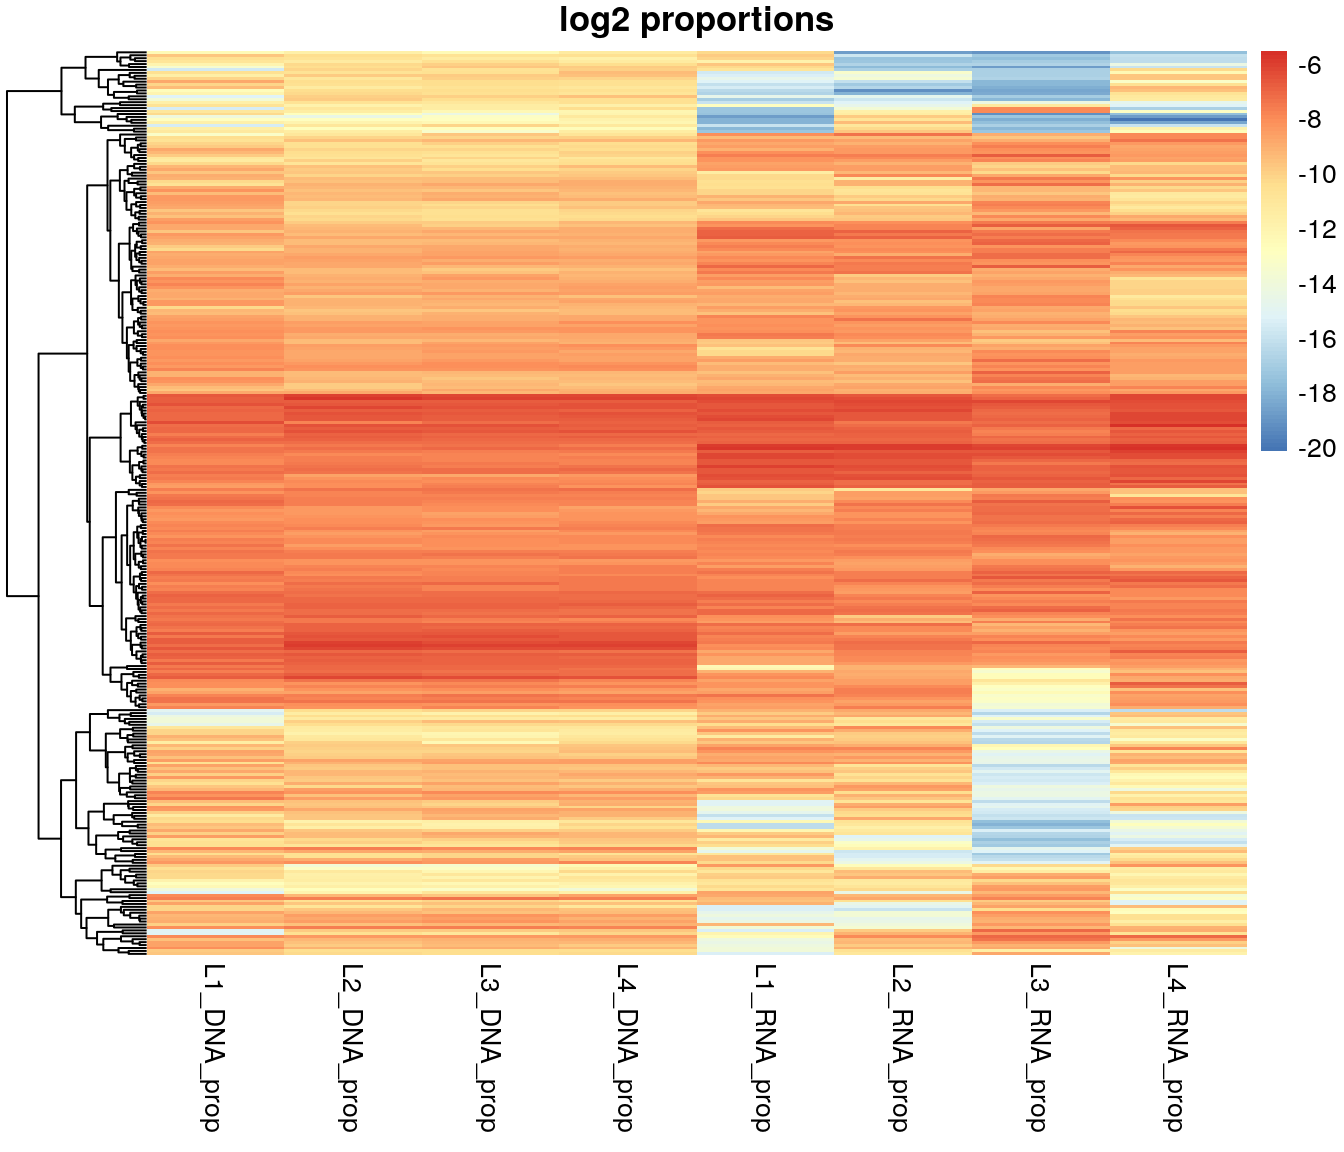 log2 proportions
-6
-8
-10
-12
-14
-16
-18
-20
L1_DNA_prop
L2_DNA_prop
L3_DNA_prop
L4_DNA_prop
L1_RNA_prop
L2_RNA_prop
L3_RNA_prop
L4_RNA_prop